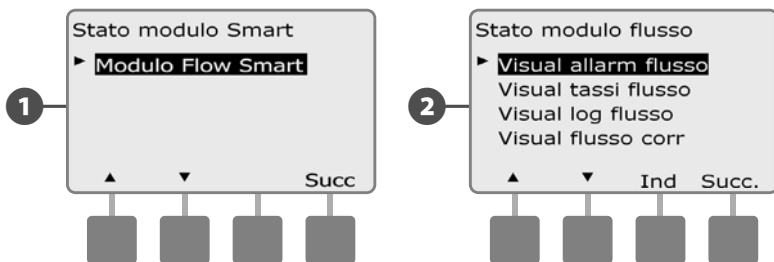 Stato modulo Smart
Modulo Flow Smart
Succ
1
Stato modulo flusso
Visual allarm flusso
Visual tassi flusso
Visual log flusso
Visual flusso corr
Ind Succ.
2